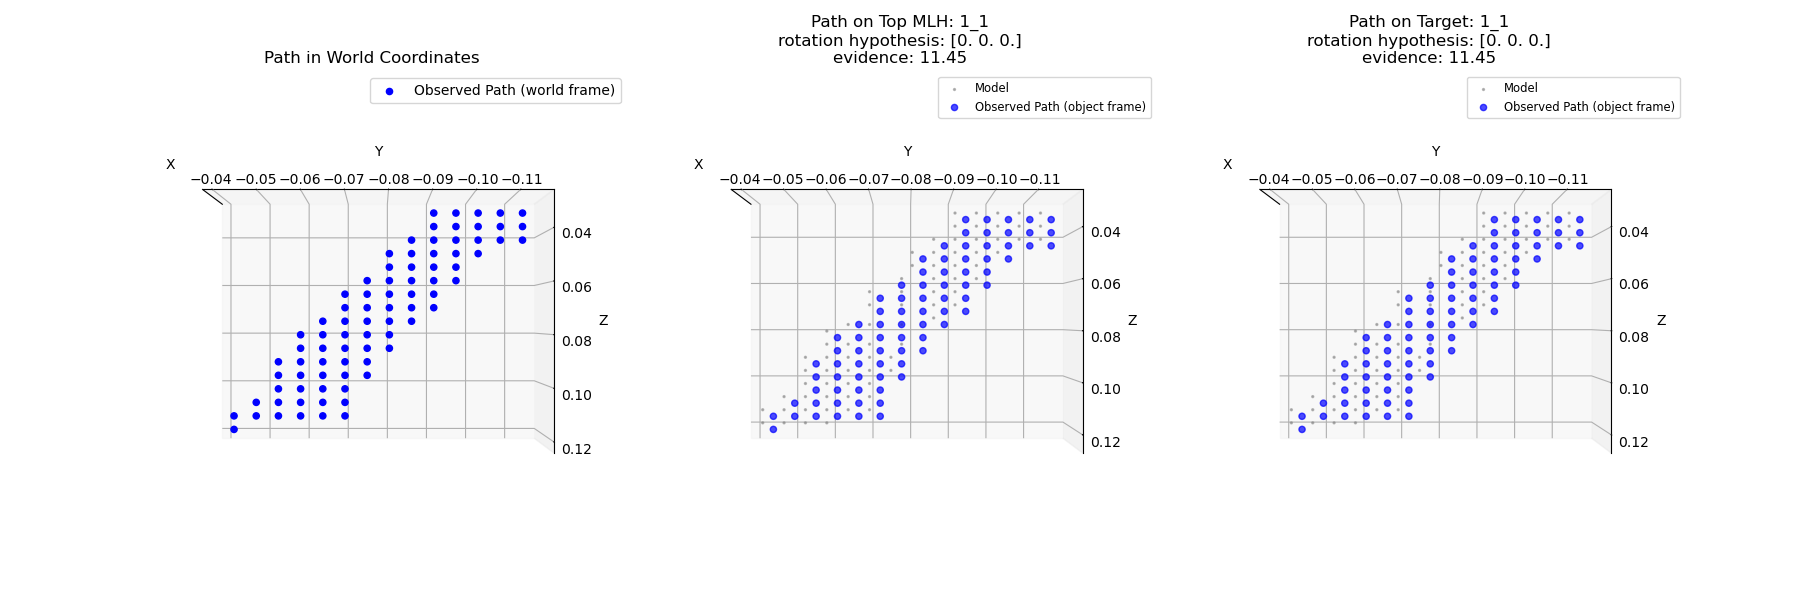 Path in World Coordinates
Observed Path (world frame)
X
Y
−0.04 −0.05 −0.06 −0.07 −0.08 −0.09 −0.10 −0.11
0.04
0.06
Z
0.08
0.10
0.12
Path on Top MLH: 1_1
rotation hypothesis: [0. 0. 0.]
evidence: 11.45
Model
Observed Path (object frame)
X
Y
−0.04 −0.05 −0.06 −0.07 −0.08 −0.09 −0.10 −0.11
0.04
0.06
Z
0.08
0.10
0.12
Path on Target: 1_1
rotation hypothesis: [0. 0. 0.]
evidence: 11.45
Model
Observed Path (object frame)
X
Y
−0.04 −0.05 −0.06 −0.07 −0.08 −0.09 −0.10 −0.11
0.04
0.06
Z
0.08
0.10
0.12